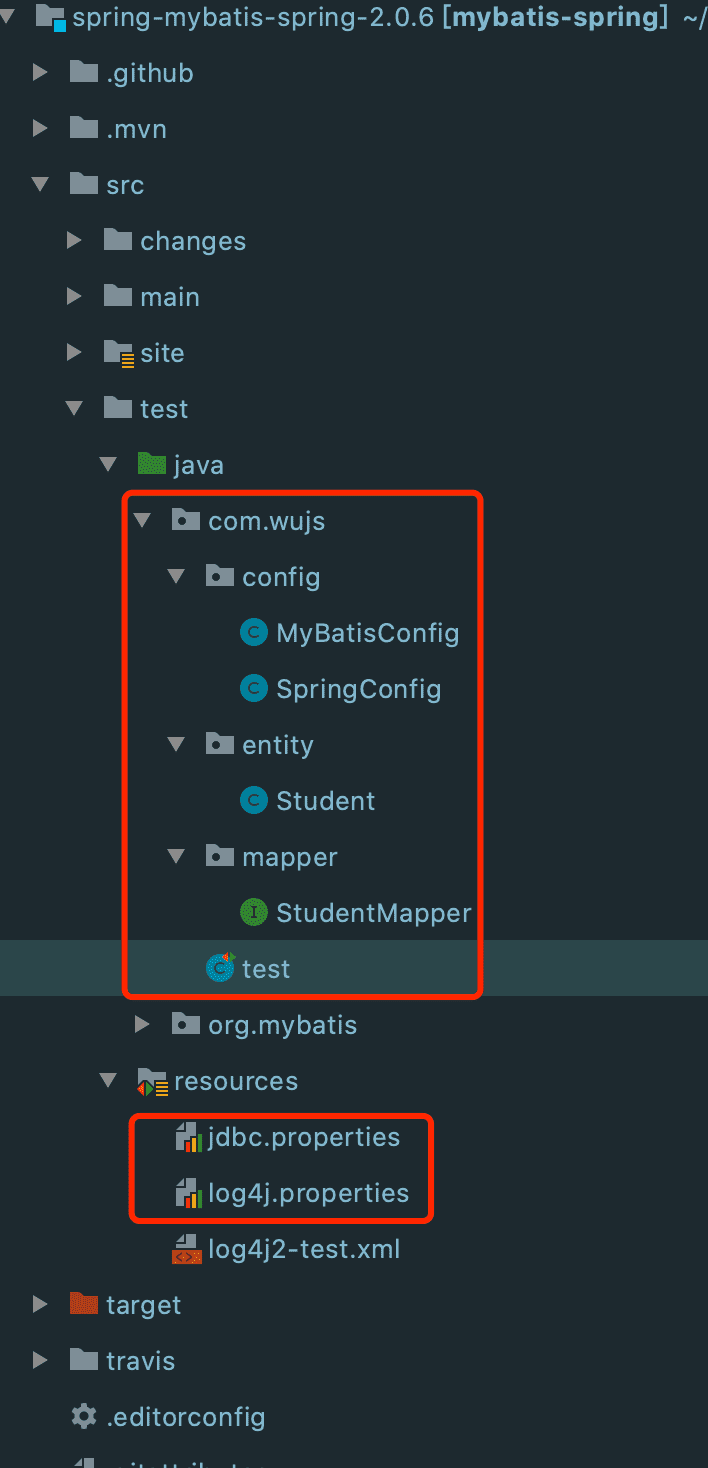 spring-mybatis-spring-2.0.6 [mybatis-spring] ~/
.github
.mvn
src
changes
main
site
test
java
com.wujs
config
MyBatisConfig
SpringConfig
entity
Student
mapper
StudentMapper
test
org.mybatis
resources
jdbc.properties
log4j.properties
log4j2-test.xml
target
travis
.editorconfig